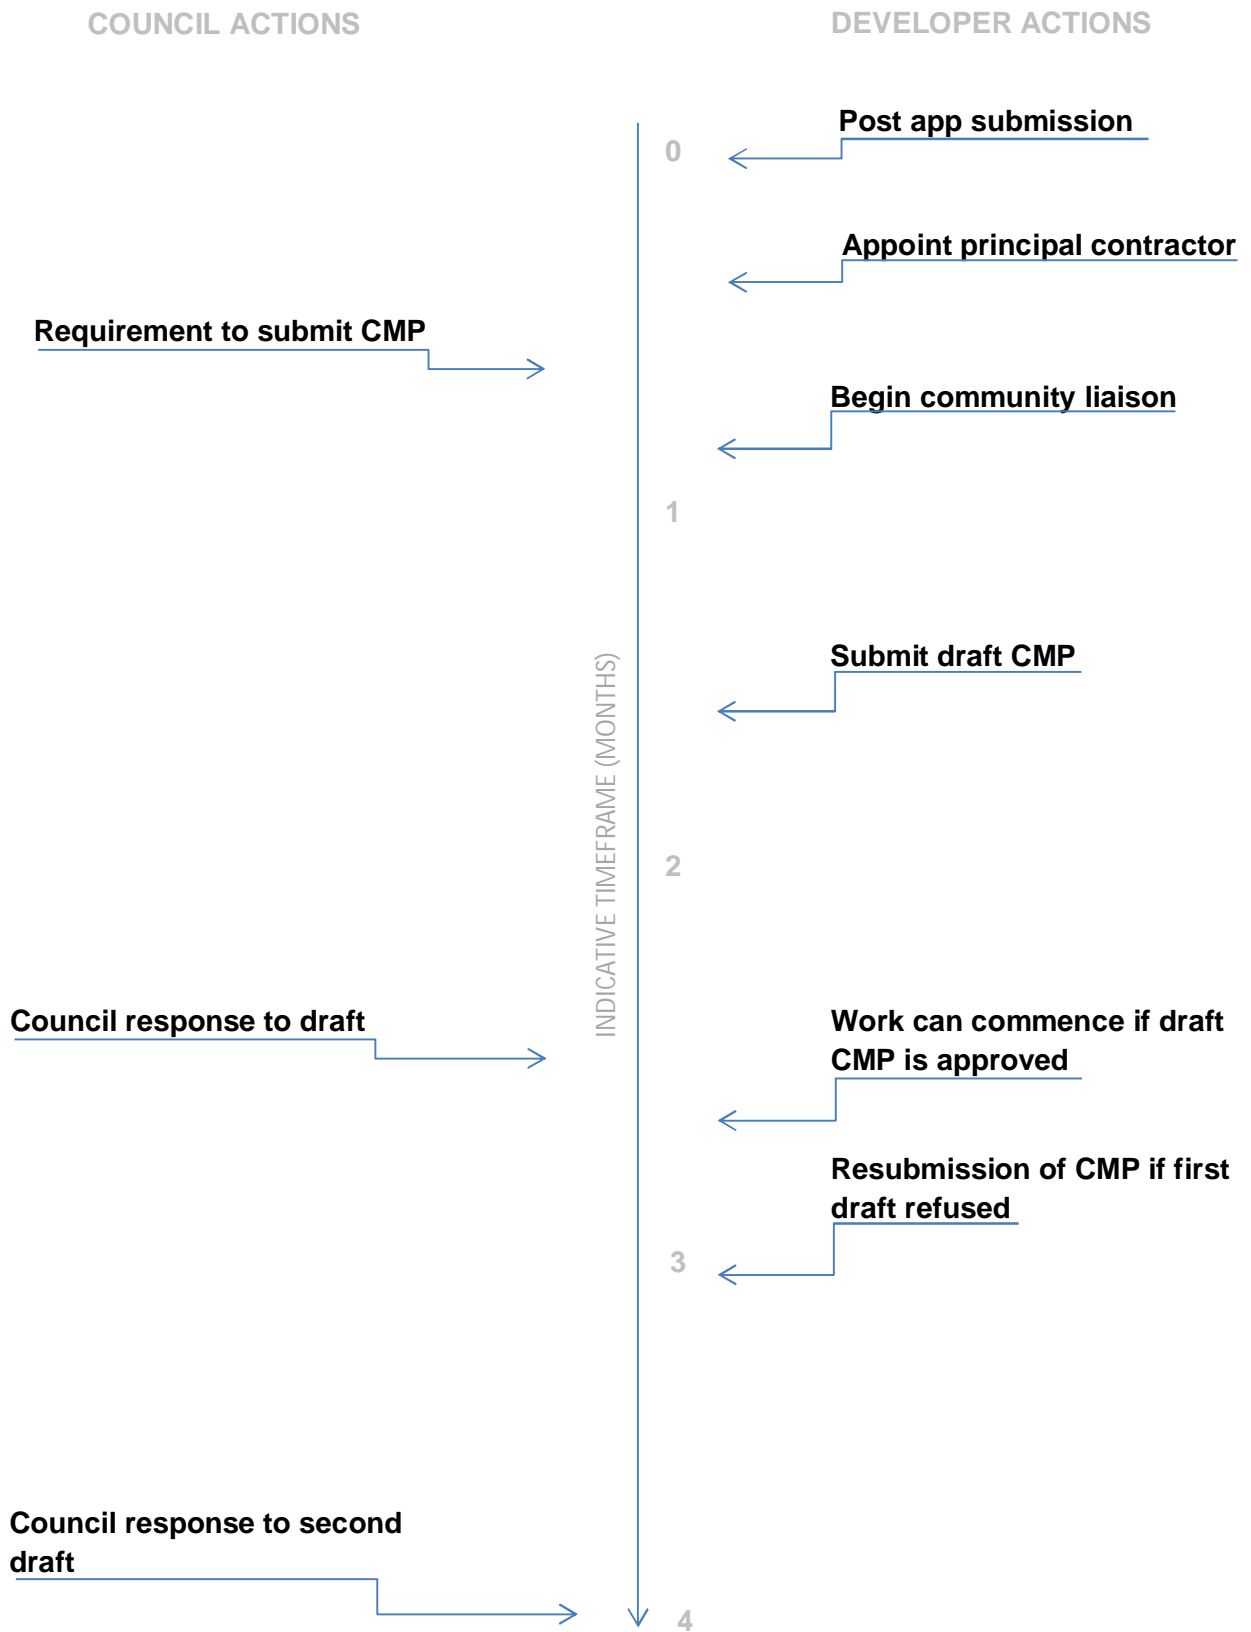 COUNCIL ACTIONS
DEVELOPER ACTIONS
Post app submission
0
Appoint principal contractor
Requirement to submit CMP
Begin community liaison
1
Submit draft CMP
INDICATIVE TIMEFRAME (MONTHS)
2
Council response to draft
Work can commence if draft
CMP is approved
Resubmission of CMP if first
draft refused
3
Council response to second
draft
4